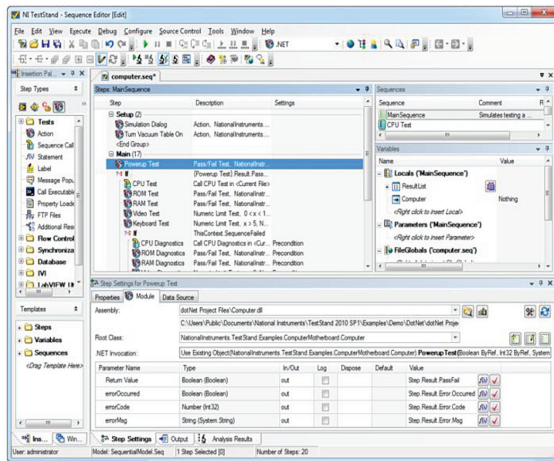 NI TestStand - Sequence Editor [Edit]
File Edit View Execute Debug Configure Source Control Tools Window Help
.NET
Insertion Pal...
Step Types
Tests
Action
Sequence Call
Statement
Label
Message Popu
Call Executable
Property Loade
FTP Files
Additional Res
Flow Control
Synchroniza
Database
IVI
LabVIEW
Templates
Steps
Variables
Sequences
<Drag Template Here>
Ins...
Win...
computer.seq*
Steps: MainSequence
Step Description Settings
Setup (2)
Simulation Dialog Action, NationalInstruments....
Turn Vacuum Table On Action, NationalInstruments....
<End Group>
Main (17)
Powerup Test Pass/Fail Test, NationalInstr...
{Powerup Test}.Result.Pass...
CPU Test Call CPU Test in <Current File>
ROM Test Pass/Fail Test, NationalInstr...
RAM Test Pass/Fail Test, NationalInstr...
Video Test Numeric Limit Test, 0 < x < 1...
Keyboard Test Numeric Limit Test, x > 5, N...
ThisContext.SequenceFailed
CPU Diagnostics Call CPU Diagnostics in <Cur... Precondition
ROM Diagnostics Pass/Fail Test, NationalInstr... Precondition
RAM Diagnostics Pass/Fail Test, NationalInstr... Precondition
Sequences
Sequence Comment R
MainSequence Simulates testing a ...
CPU Test
Variables
Name Value
Locals ('MainSequence')
ResultList
Computer Nothing
<Right click to insert Local>
Parameters ('MainSequence')
<Right click to insert Parameter>
FileGlobals ('computer.seq')
Step Settings for Powerup Test
Properties Module Data Source
Assembly: dotNet Project Files\Computer.dll
C:\Users\Public\Documents\National Instruments\TestStand 2010 SP1\Examples\Demo\DotNet\dotNet Proje
Root Class: NationalInstruments.TestStand.Examples.ComputerMotherboard.Computer
.NET Invocation: Use Existing Object(NationalInstruments.TestStand.Examples.ComputerMotherboard.Computer).PowerupTest(Boolean ByRef, Int32 ByRef, System
Parameter Name Type In/Out Log Dispose Default Value
Return Value Boolean (Boolean) out Step.Result.PassFail
errorOccurred Boolean (Boolean) out Step.Result.Error.Occurred
errorCode Number (Int32) out Step.Result.Error.Code
errorMsg String (System.String) out Step.Result.Error.Msg
Step Settings Output Analysis Results
User: administrator Model: SequentialModel.Seq 1 Step Selected [0] Number of Steps: 20